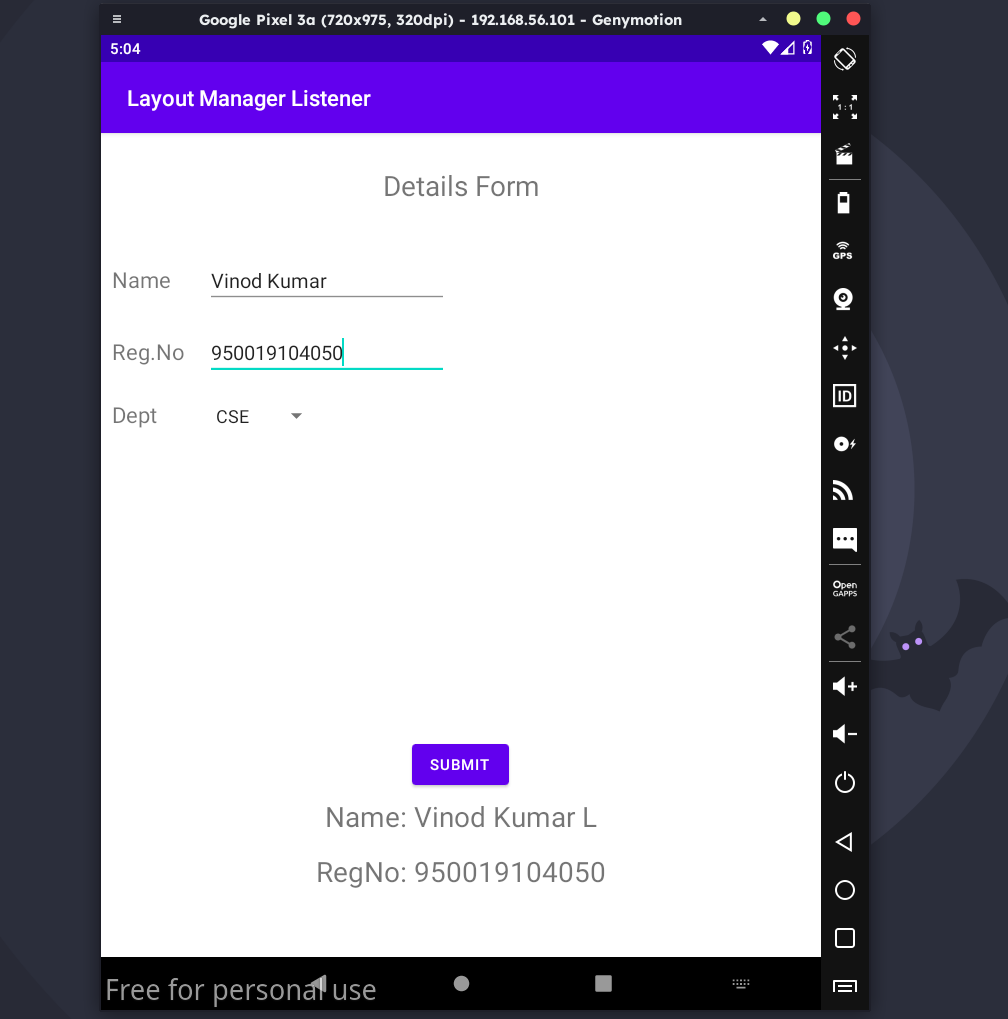 Google Pixel 3a (720x975, 320dpi) - 192.168.56.101 - Genymotion
5:04
Layout Manager Listener
1 : 1
Details Form
GPS
Name Vinod Kumar
Reg.No 950019104050
ID
Dept CSE
Open
GAPPS
SUBMIT
Name: Vinod Kumar L
RegNo: 950019104050
Free for personal use